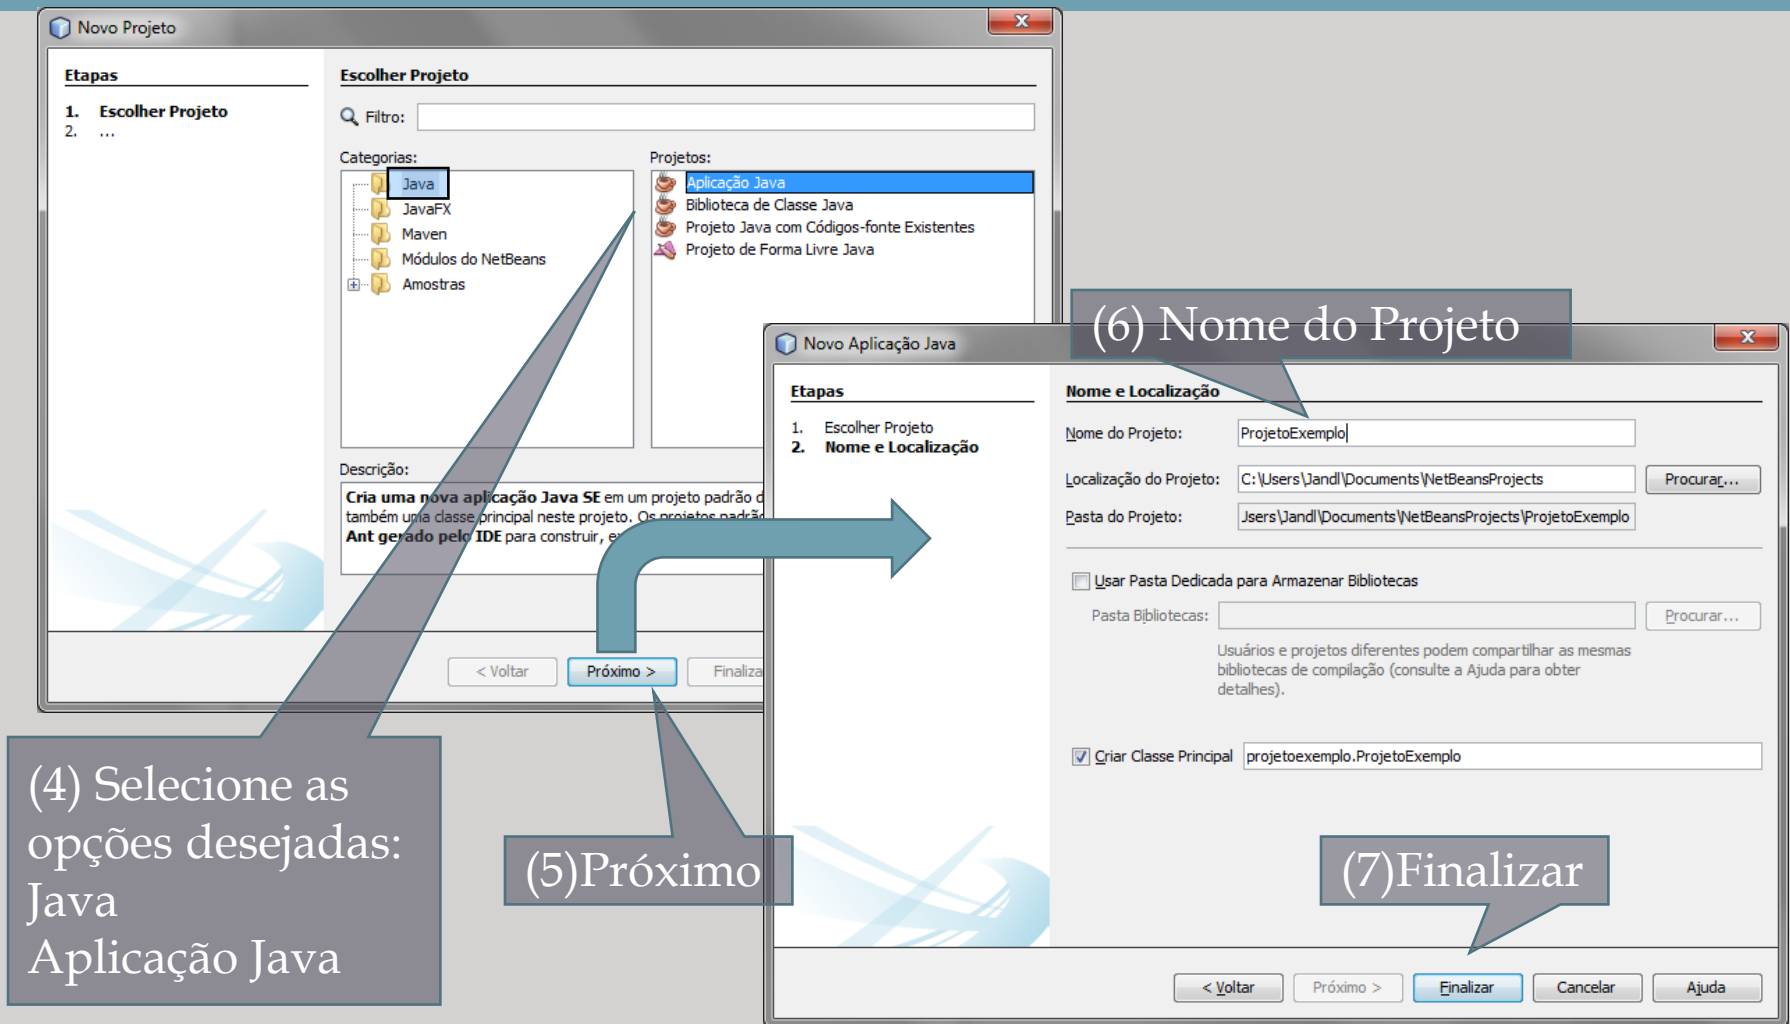 Novo Projeto
Etapas
1. Escolher Projeto
2. ...
Escolher Projeto
Filtro:
Categorias:
Java
JavaFX
Maven
Módulos do NetBeans
Amostras
Projetos:
Aplicação Java
Biblioteca de Classe Java
Projeto Java com Códigos-fonte Existentes
Projeto de Forma Livre Java
Descrição:
Cria uma nova aplicação Java SE em um projeto padrão
também uma classe principal neste projeto. Os projetos padrão
Ant gerado pelo IDE para construir,
< Voltar
Próximo >
Finaliza
(4) Selecione as
opções desejadas:
Java
Aplicação Java
(5)Próximo
(6) Nome do Projeto
Novo Aplicação Java
Etapas
1. Escolher Projeto
2. Nome e Localização
Nome e Localização
Nome do Projeto: ProjetoExemplo
Localização do Projeto: C:\Users\Jandl\Documents\NetBeansProjects Procurar...
Pasta do Projeto: Jsers\Jandl\Documents\NetBeansProjects\ProjetoExemplo
Usar Pasta Dedicada para Armazenar Bibliotecas
Pasta Bibliotecas: Procurar...
Usuários e projetos diferentes podem compartilhar as mesmas
bibliotecas de compilação (consulte a Ajuda para obter
detalhes).
Criar Classe Principal projetoexemplo.ProjetoExemplo
(7)Finalizar
< Voltar
Próximo >
Finalizar
Cancelar
Ajuda